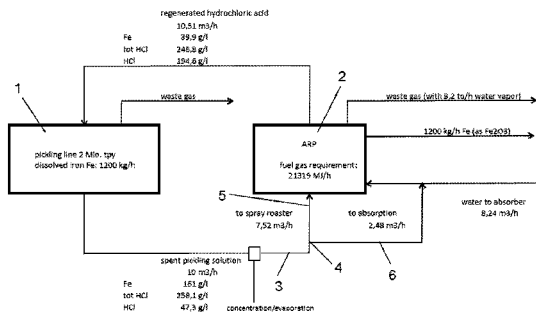 regenerated hydrochloric acid
10,51 m3/h
Fe 39,9 g/l
tot HCl 246,8 g/l
HCl 194,6 g/l
1
2
waste gas
waste gas (with 8,2 to/h water vapor)
pickling line 2 Mio. tpy
dissolved iron Fe: 1200 kg/h
ARP
fuel gas requirement:
21319 MJ/h
1200 kg/h Fe (as Fe2O3)
5
to spray roaster
7,52 m3/h
to absorption
2,48 m3/h
water to absorber
8,24 m3/h
spent pickling solution
10 m3/h
3
4
6
Fe 161 g/l
tot HCl 258,1 g/l
HCl 47,3 g/l
concentration/evaporation